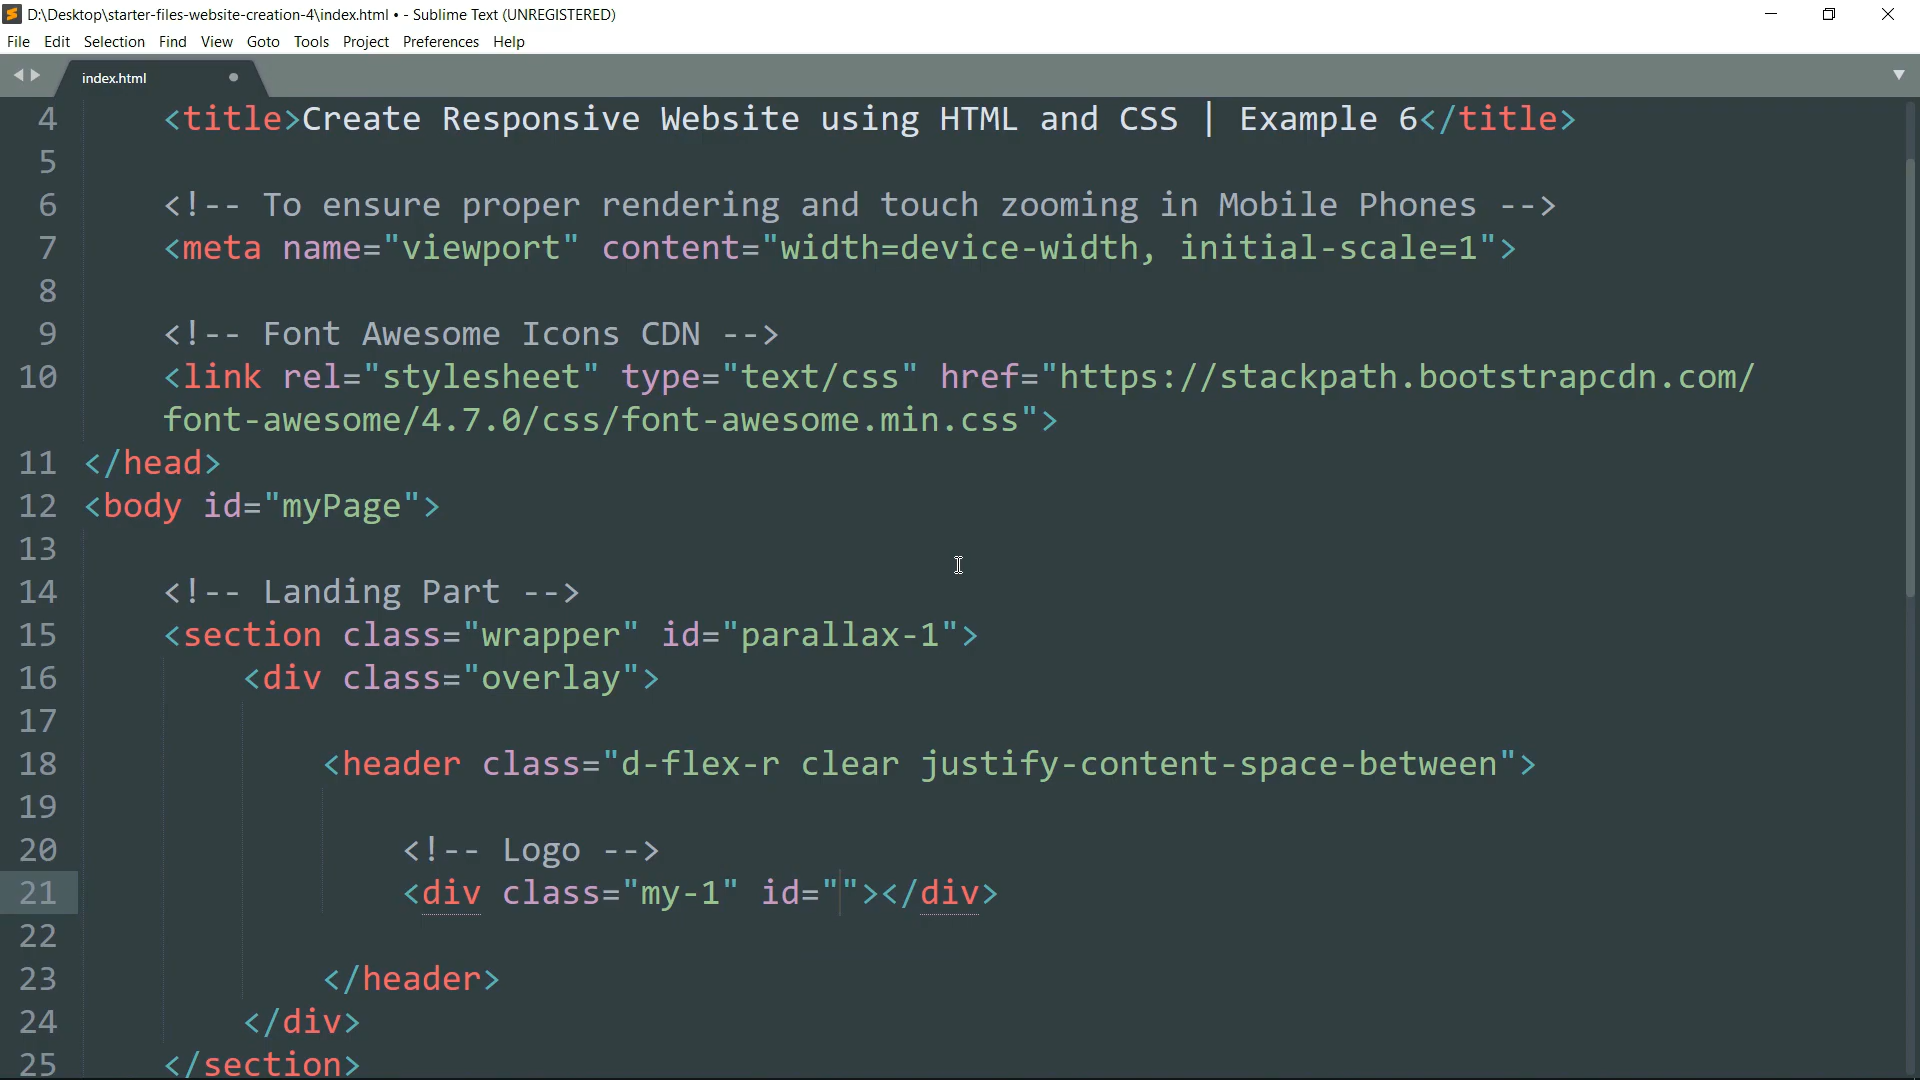 D:\Desktop\starter-files-website-creation-4\index.html • - Sublime Text (UNREGISTERED)
File Edit Selection Find View Goto Tools Project Preferences Help
index.html
4 <title>Create Responsive Website using HTML and CSS | Example 6</title>
5
6 <!-- To ensure proper rendering and touch zooming in Mobile Phones -->
7 <meta name="viewport" content="width=device-width, initial-scale=1">
8
9 <!-- Font Awesome Icons CDN -->
10 <link rel="stylesheet" type="text/css" href="https://stackpath.bootstrapcdn.com/
font-awesome/4.7.0/css/font-awesome.min.css">
11 </head>
12 <body id="myPage">
13
14 <!-- Landing Part -->
15 <section class="wrapper" id="parallax-1">
16 <div class="overlay">
17
18 <header class="d-flex-r clear justify-content-space-between">
19
20 <!-- Logo -->
21 <div class="my-1" id=""></div>
22
23 </header>
24 </div>
25 </section>